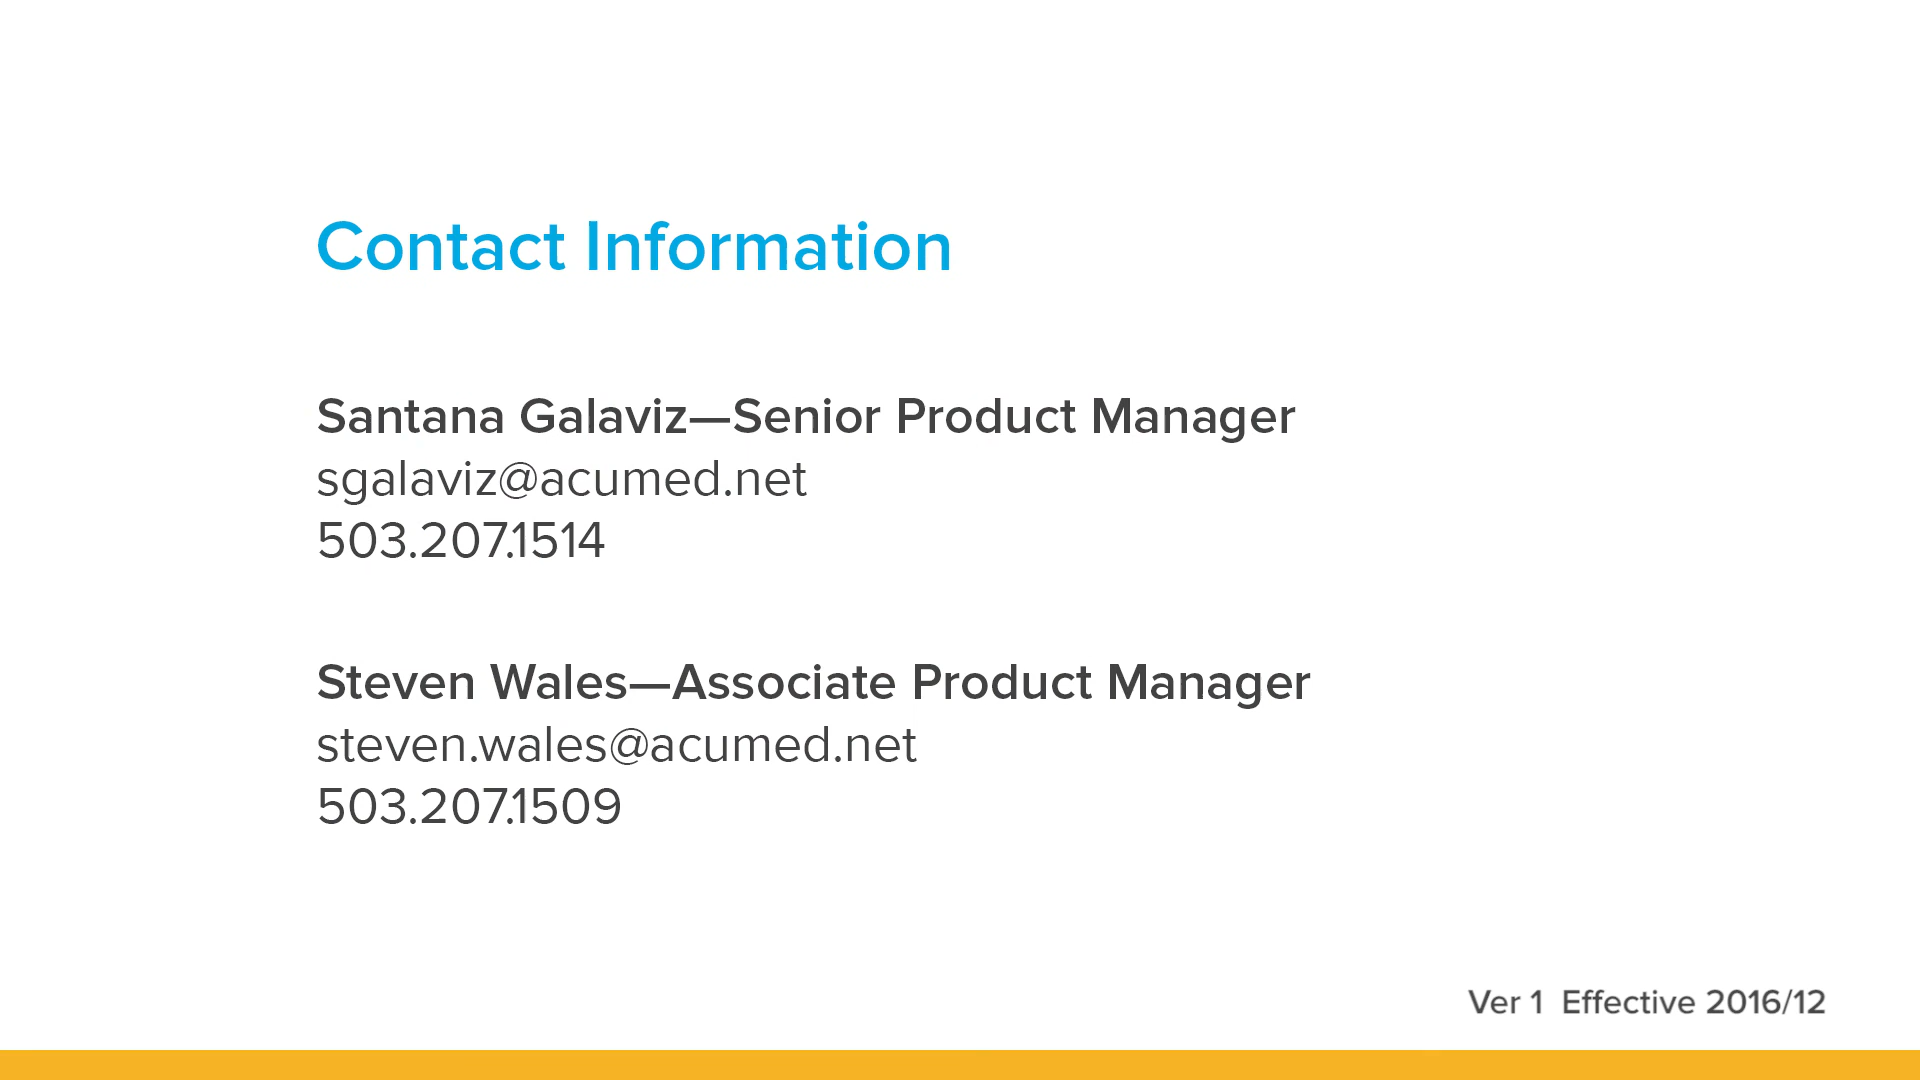 Contact Information
Santana Galaviz—Senior Product Manager
sgalaviz@acumed.net
503.207.1514
Steven Wales—Associate Product Manager
steven.wales@acumed.net
503.207.1509
Ver 1 Effective 2016/12